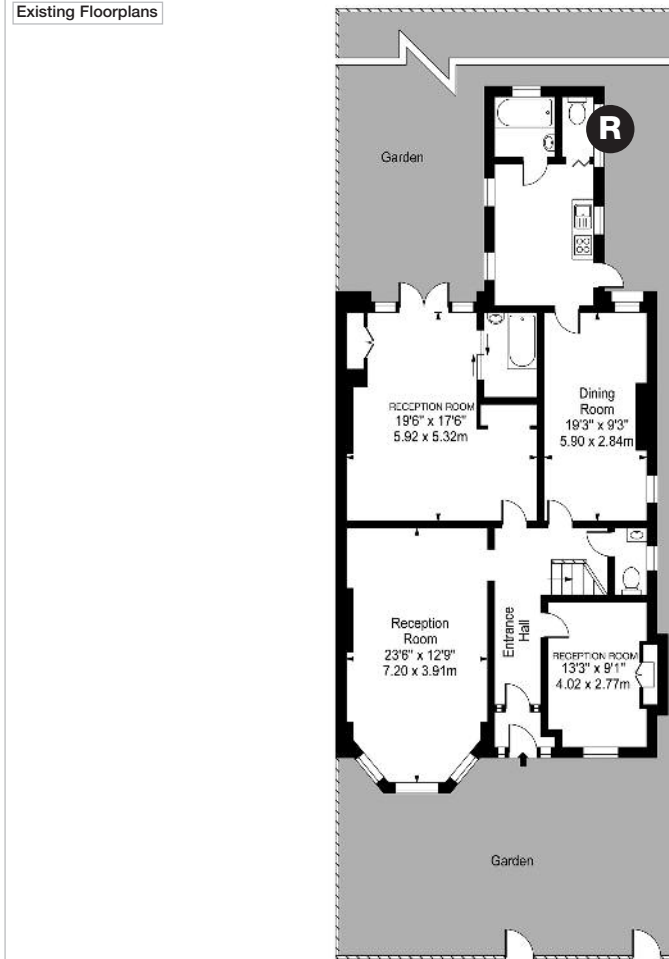 Existing Floorplans
R
Garden
RECEPTION ROOM
19'6" x 17'6"
5.92 x 5.32m
Dining
Room
19'3" x 9'3"
5.90 x 2.84m
Reception
Room
23'6" x 12'9"
7.20 x 3.91m
Entrance
Hall
RECEPTION ROOM
13'3" x 9'1"
4.02 x 2.77m
Garden